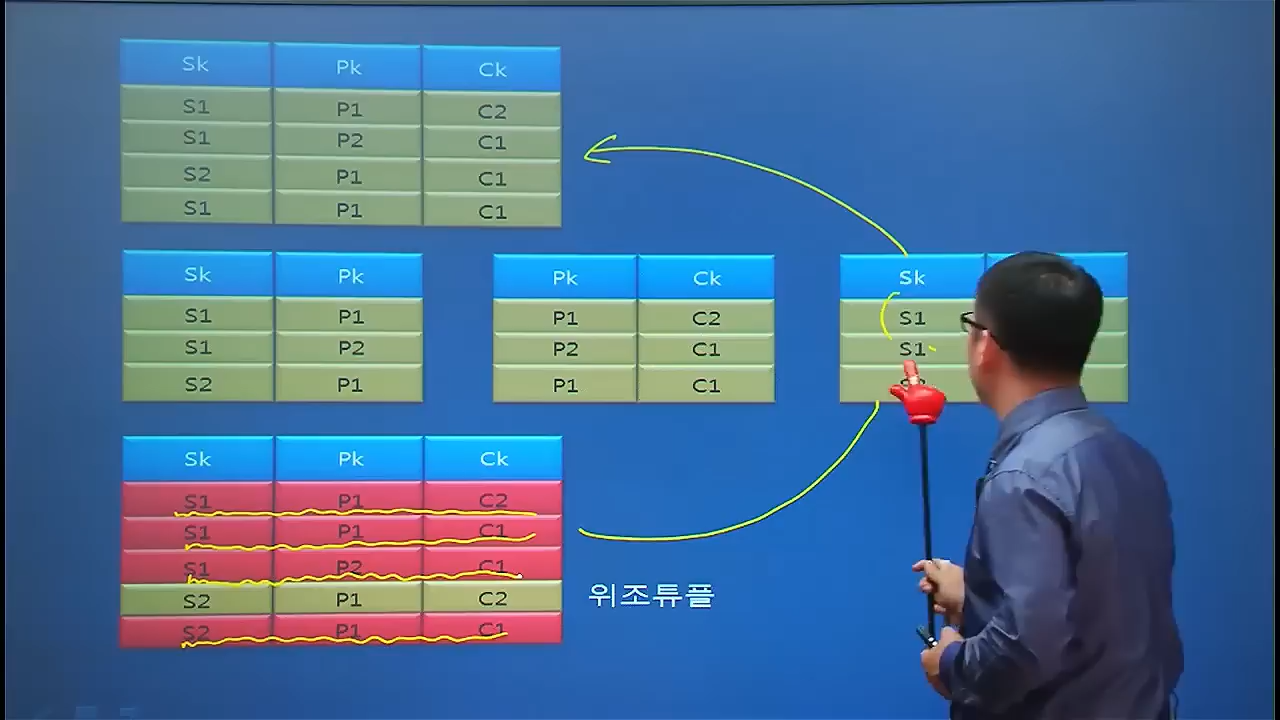 Sk Pk Ck
S1 P1 C2
S1 P2 C1
S2 P1 C1
S1 P1 C1
Sk Pk
S1 P1
S1 P2
S2 P1
Pk Ck
P1 C2
P2 C1
P1 C1
Sk
S1
S1
Sk Pk Ck
S1 P1 C2
S1 P1 C1
S1 P2 C1
S2 P1 C2
S2 P1 C1
위조튜플